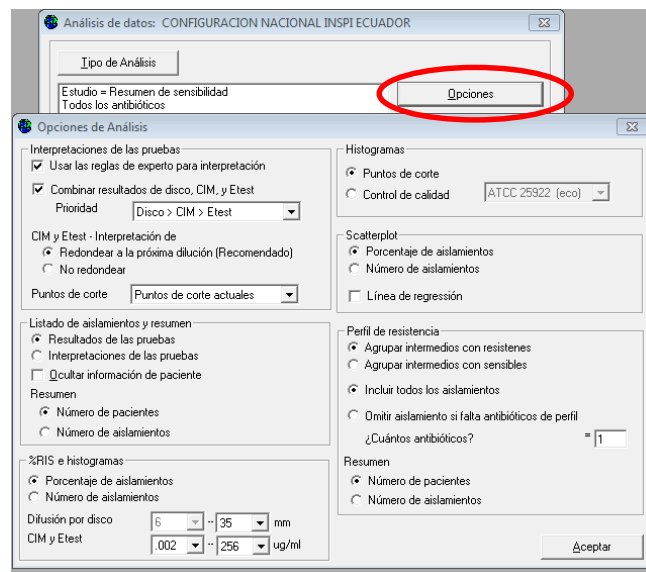 Análisis de datos: CONFIGURACION NACIONAL INSPI ECUADOR
Tipo de Análisis
Estudio = Resumen de sensibilidad
Todos los antibióticos
Opciones
Opciones de Análisis
Interpretaciones de las pruebas
Usar las reglas de experto para interpretación
Combinar resultados de disco, CIM, y Etest
Prioridad Disco > CIM > Etest
CIM y Etest - Interpretación de
Redondear a la próxima dilución (Recomendado)
No redondear
Puntos de corte Puntos de corte actuales
Listado de aislamientos y resumen
Resultados de las pruebas
Interpretaciones de las pruebas
Ocultar información de paciente
Resumen
Número de pacientes
Número de aislamientos
%RIS e histogramas
Porcentaje de aislamientos
Número de aislamientos
Difusión por disco 6 -- 35 mm
CIM y Etest .002 -- 256 ug/ml
Histogramas
Puntos de corte
Control de calidad ATCC 25922 (eco)
Scatterplot
Porcentaje de aislamientos
Número de aislamientos
Línea de regressión
Perfil de resistencia
Agrupar intermedios con resistenes
Agrupar intermedios con sensibles
Incluir todos los aislamientos
Omitir aislamiento si falta antibióticos de perfil
¿Cuántos antibióticos? = 1
Resumen
Número de pacientes
Número de aislamientos
Aceptar